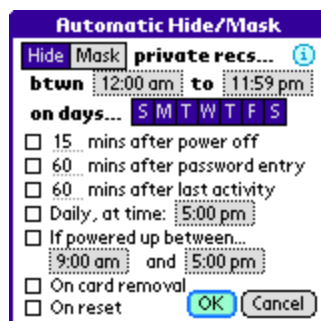 Automatic Hide/Mask
Hide Mask private recs... i
btwn 12:00 am to 11:59 pm
on days... S M T W T F S
15 mins after power off
60 mins after password entry
60 mins after last activity
Daily, at time: 5:00 pm
If powered up between...
9:00 am and 5:00 pm
On card removal
On reset OK Cancel